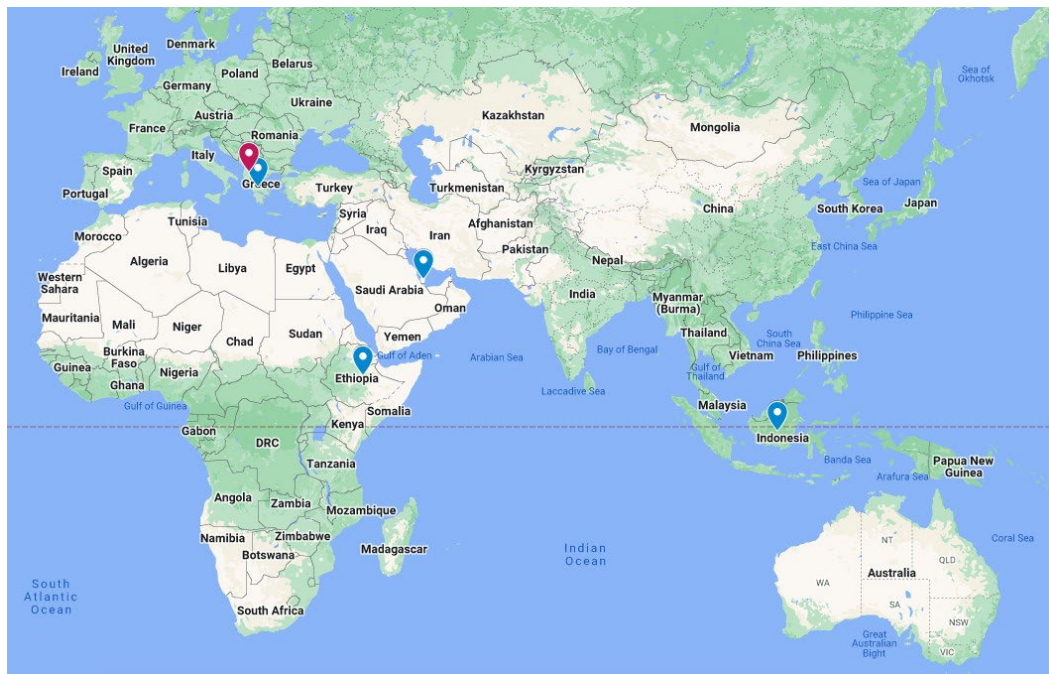 Denmark
United
Kingdom
Ireland
Belarus
Poland
Germany
Ukraine
Austria
France
Romania
Italy
Spain
Portugal
Greece
Turkey
Kazakhstan
Mongolia
Sea of
Okhotsk
Kyrgyzstan
Turkmenistan
Sea of Japan
Japan
South Korea
China
East China Sea
Tunisia
Morocco
Syria
Iraq
Iran
Afghanistan
Pakistan
Nepal
Algeria
Libya
Egypt
Western
Sahara
Saudi Arabia
Oman
India
Myanmar
(Burma)
Philippine Sea
Mauritania
Mali
Niger
Chad
Sudan
Yemen
Thailand
South
China Sea
Burkina
Faso
Guinea
Ghana
Nigeria
Gulf of Aden
Arabian Sea
Bay of Bengal
Vietnam
Philippines
Gulf of
Thailand
Ethiopia
Laccadive Sea
Gulf of Guinea
Somalia
Malaysia
Kenya
Gabon
DRC
Indonesia
Tanzania
Banda Sea
Arafura Sea
Papua New
Guinea
Angola
Zambia
Mozambique
Namibia
Zimbabwe
Botswana
Madagascar
Indian
Ocean
Coral Sea
NT
QLD
Australia
WA
SA
NSW
VIC
South
Atlantic
Ocean
South Africa
Great
Australian
Bight